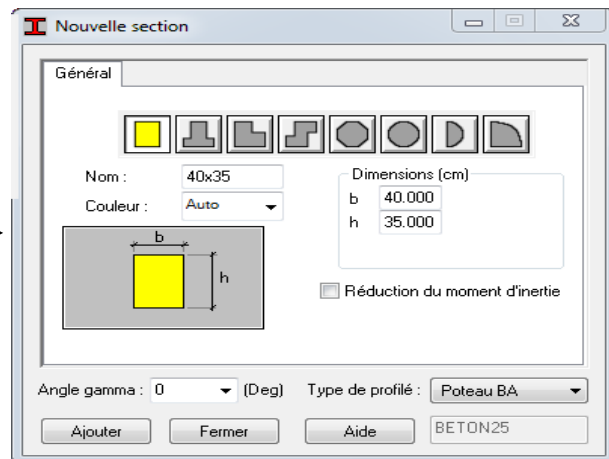 Nouvelle section
Général
Nom : 40x35
Couleur : Auto
Dimensions (cm)
b 40.000
h 35.000
b
h
Réduction du moment d'inertie
Angle gamma : 0 (Deg) Type de profilé : Poteau BA
Ajouter Fermer Aide BETON25